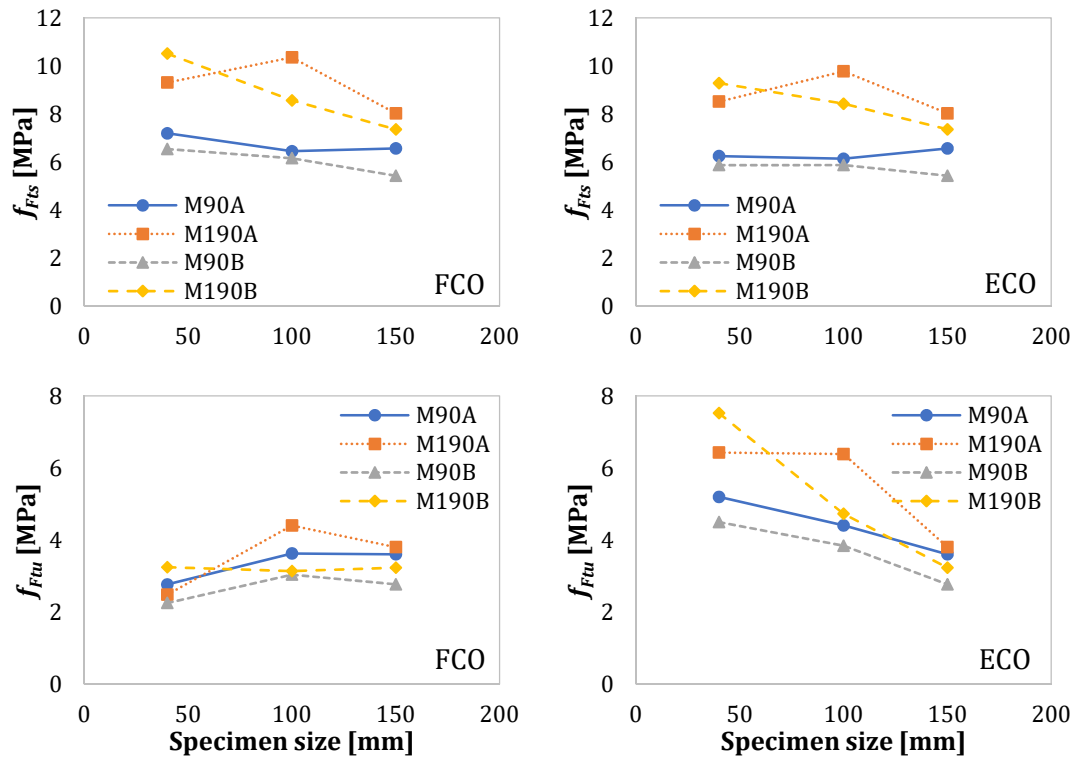 12
10
8
6
4
2
0
f_Fts [MPa]
M90A
M190A
M90B
M190B
FCO
0 50 100 150 200
12
10
8
6
4
2
0
f_Fts [MPa]
M90A
M190A
M90B
M190B
ECO
0 50 100 150 200
8
6
4
2
0
f_Ftu [MPa]
M90A
M190A
M90B
M190B
FCO
0 50 100 150 200
Specimen size [mm]
8
6
4
2
0
f_Ftu [MPa]
M90A
M190A
M90B
M190B
ECO
0 50 100 150 200
Specimen size [mm]